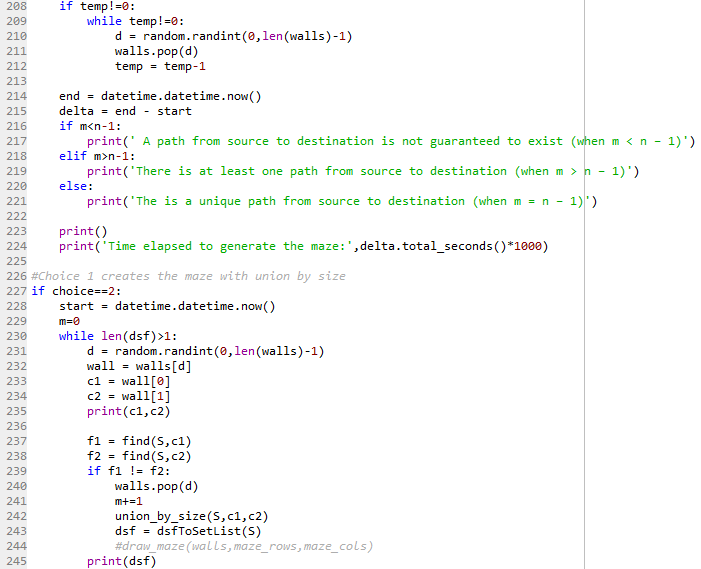 208     if temp!=0:
209         while temp!=0:
210             d = random.randint(0,len(walls)-1)
211             walls.pop(d)
212             temp = temp-1
213
214     end = datetime.datetime.now()
215     delta = end - start
216     if m<n-1:
217         print(' A path from source to destination is not guaranteed to exist (when m < n − 1)')
218     elif m>n-1:
219         print('There is at least one path from source to destination (when m > n − 1)')
220     else:
221         print('The is a unique path from source to destination (when m = n − 1)')
222
223     print()
224     print('Time elapsed to generate the maze:',delta.total_seconds()*1000)
225
226 #Choice 1 creates the maze with union by size
227 if choice==2:
228     start = datetime.datetime.now()
229     m=0
230     while len(dsf)>1:
231         d = random.randint(0,len(walls)-1)
232         wall = walls[d]
233         c1 = wall[0]
234         c2 = wall[1]
235         print(c1,c2)
236
237         f1 = find(S,c1)
238         f2 = find(S,c2)
239         if f1 != f2:
240             walls.pop(d)
241             m+=1
242             union_by_size(S,c1,c2)
243             dsf = dsfToSetList(S)
244             #draw_maze(walls,maze_rows,maze_cols)
245         print(dsf)